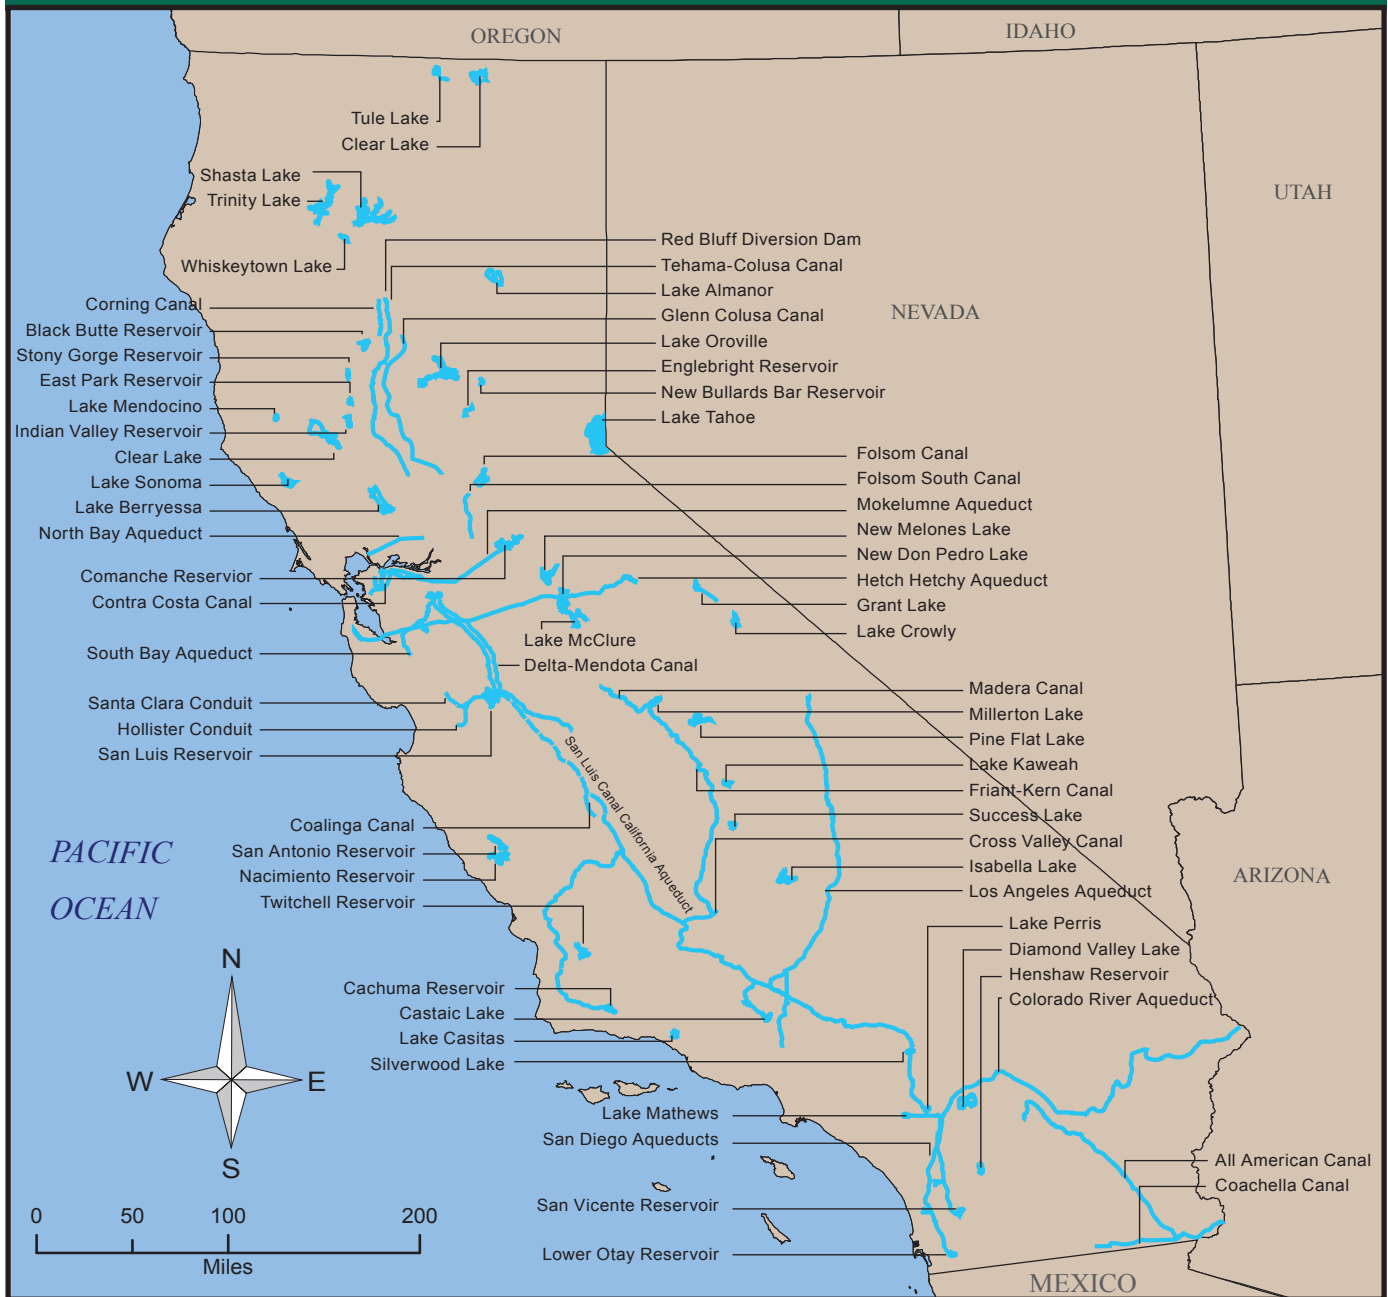 OREGON
IDAHO
UTAH
NEVADA
ARIZONA
MEXICO
PACIFIC
OCEAN
Tule Lake
Clear Lake
Shasta Lake
Trinity Lake
Whiskeytown Lake
Corning Canal
Black Butte Reservoir
Stony Gorge Reservoir
East Park Reservoir
Lake Mendocino
Indian Valley Reservoir
Clear Lake
Lake Sonoma
Lake Berryessa
North Bay Aqueduct
Comanche Reservior
Contra Costa Canal
South Bay Aqueduct
Santa Clara Conduit
Hollister Conduit
San Luis Reservoir
Coalinga Canal
San Antonio Reservoir
Nacimiento Reservoir
Twitchell Reservoir
Cachuma Reservoir
Castaic Lake
Lake Casitas
Silverwood Lake
Lake Mathews
San Diego Aqueducts
San Vicente Reservoir
Lower Otay Reservoir
Red Bluff Diversion Dam
Tehama-Colusa Canal
Lake Almanor
Glenn Colusa Canal
Lake Oroville
Englebright Reservoir
New Bullards Bar Reservoir
Lake Tahoe
Folsom Canal
Folsom South Canal
Mokelumne Aqueduct
New Melones Lake
New Don Pedro Lake
Hetch Hetchy Aqueduct
Grant Lake
Lake Crowly
Lake McClure
Delta-Mendota Canal
San Luis Canal California Aqueduct
Madera Canal
Millerton Lake
Pine Flat Lake
Lake Kaweah
Friant-Kern Canal
Success Lake
Cross Valley Canal
Isabella Lake
Los Angeles Aqueduct
Lake Perris
Diamond Valley Lake
Henshaw Reservoir
Colorado River Aqueduct
All American Canal
Coachella Canal
N
W E
S
0 50 100 200
Miles